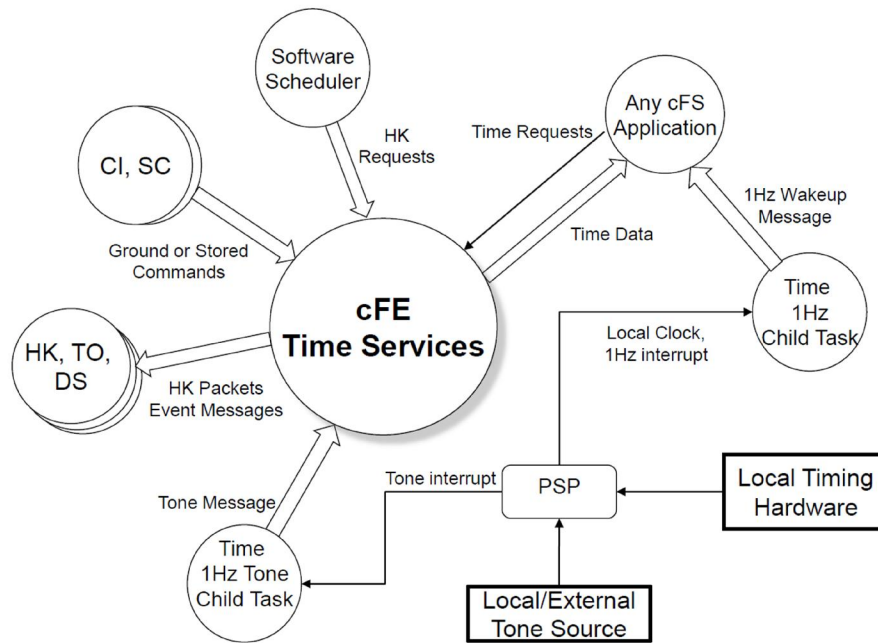 Software
Scheduler
HK
Requests
Time Requests
Any cFS
Application
CI, SC
1Hz Wakeup
Message
Ground or Stored
Commands
Time Data
cFE
Time Services
Time
1Hz
Child Task
HK, TO,
DS
HK Packets
Event Messages
Local Clock,
1Hz interrupt
Tone Message
Tone interrupt
PSP
Local Timing
Hardware
Time
1Hz Tone
Child Task
Local/External
Tone Source